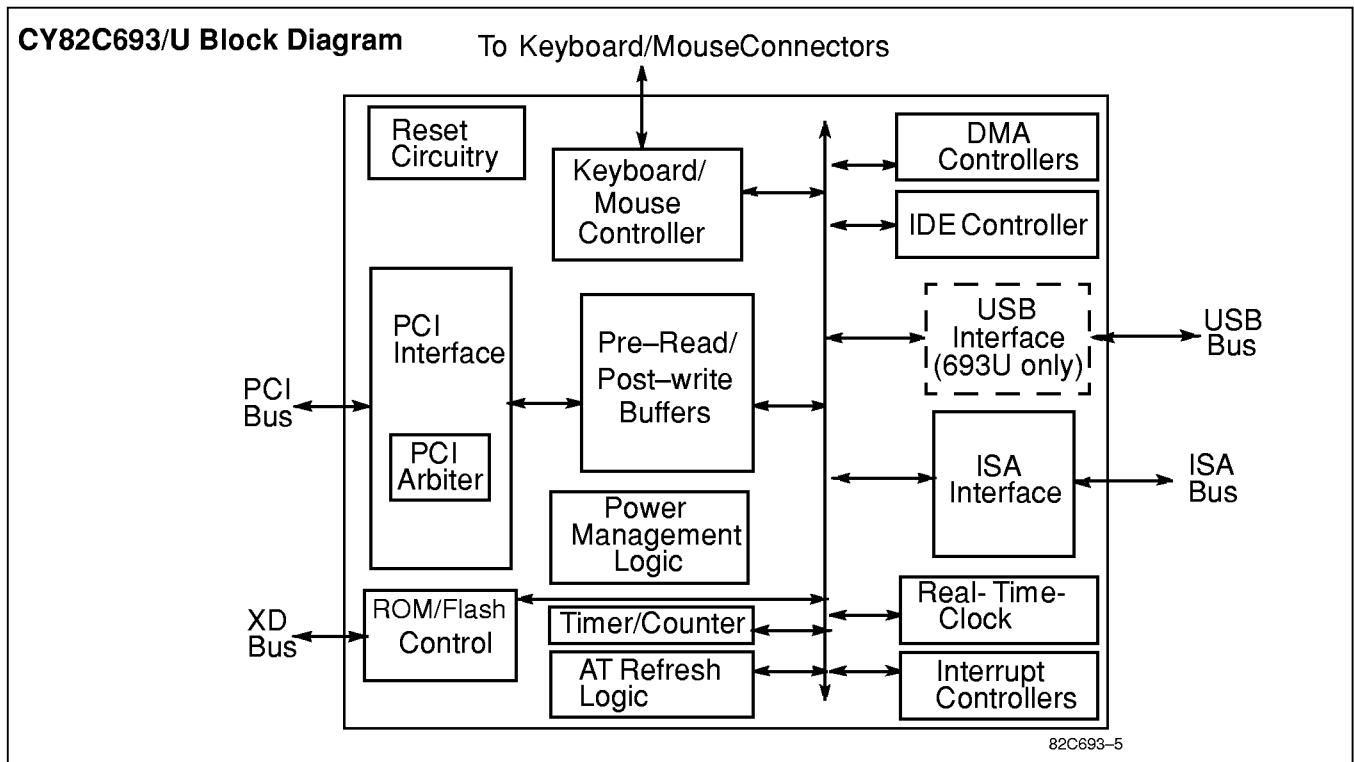 CY82C693/U Block Diagram
To Keyboard/MouseConnectors
Reset
Circuitry
Keyboard/
Mouse
Controller
DMA
Controllers
IDE Controller
PCI
Interface
PCI
Arbiter
Pre–Read/
Post–write
Buffers
USB
Interface
(693U only)
USB
Bus
PCI
Bus
ISA
Interface
ISA
Bus
Power
Management
Logic
XD
Bus
ROM/Flash
Control
Timer/Counter
AT Refresh
Logic
Real- Time-
Clock
Interrupt
Controllers
82C693–5